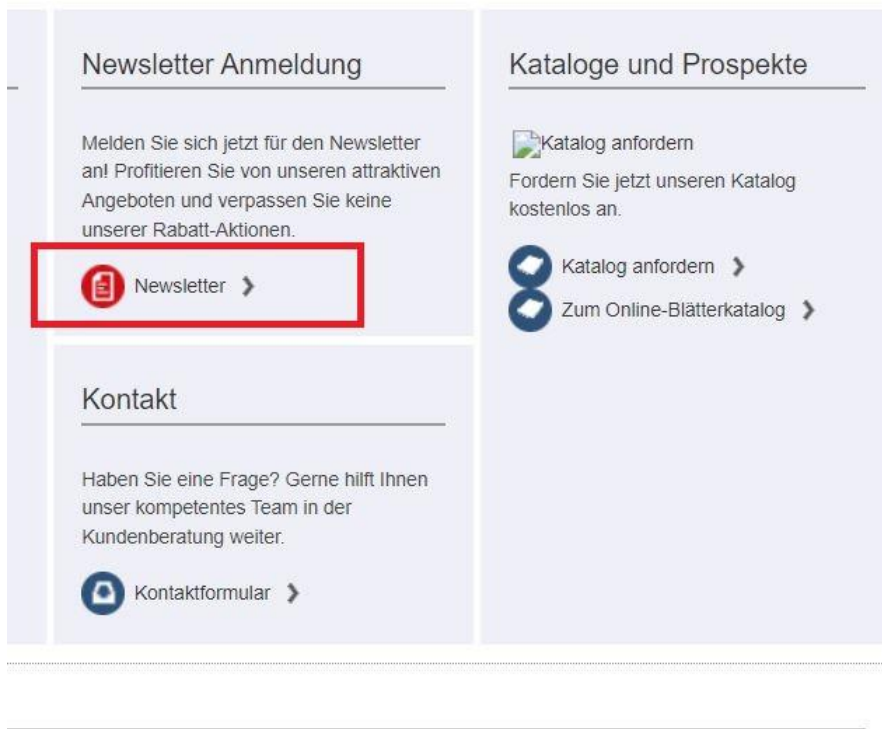 Newsletter Anmeldung
Melden Sie sich jetzt für den Newsletter
an! Profitieren Sie von unseren attraktiven
Angeboten und verpassen Sie keine
unserer Rabatt-Aktionen.
Newsletter
Kontakt
Haben Sie eine Frage? Gerne hilft Ihnen
unser kompetentes Team in der
Kundenberatung weiter.
Kontaktformular
Kataloge und Prospekte
Katalog anfordern
Fordern Sie jetzt unseren Katalog
kostenlos an.
Katalog anfordern
Zum Online-Blätterkatalog